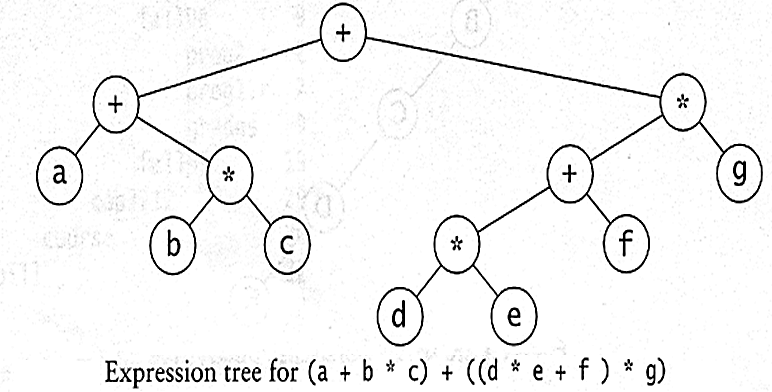 +
+ *
a * + g
b c * f
d e
Expression tree for (a + b * c) + ((d * e + f ) * g)